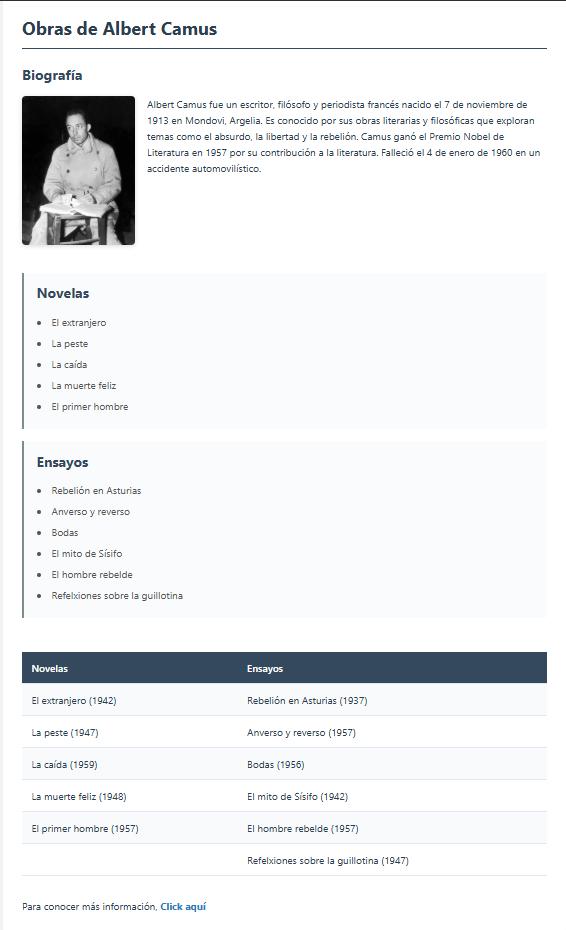 Obras de Albert Camus
Biografía
Albert Camus fue un escritor, filósofo y periodista francés nacido el 7 de noviembre de
1913 en Mondovi, Argelia. Es conocido por sus obras literarias y filosóficas que exploran
temas como el absurdo, la libertad y la rebelión. Camus ganó el Premio Nobel de
Literatura en 1957 por su contribución a la literatura. Falleció el 4 de enero de 1960 en un
accidente automovilístico.
Novelas
El extranjero
La peste
La caída
La muerte feliz
El primer hombre
Ensayos
Rebelión en Asturias
Anverso y reverso
Bodas
El mito de Sísifo
El hombre rebelde
Refelxiones sobre la guillotina
Novelas Ensayos
El extranjero (1942) Rebelión en Asturias (1937)
La peste (1947) Anverso y reverso (1957)
La caída (1959) Bodas (1956)
La muerte feliz (1948) El mito de Sísifo (1942)
El primer hombre (1957) El hombre rebelde (1957)
Refelxiones sobre la guillotina (1947)
Para conocer más información, Click aquí